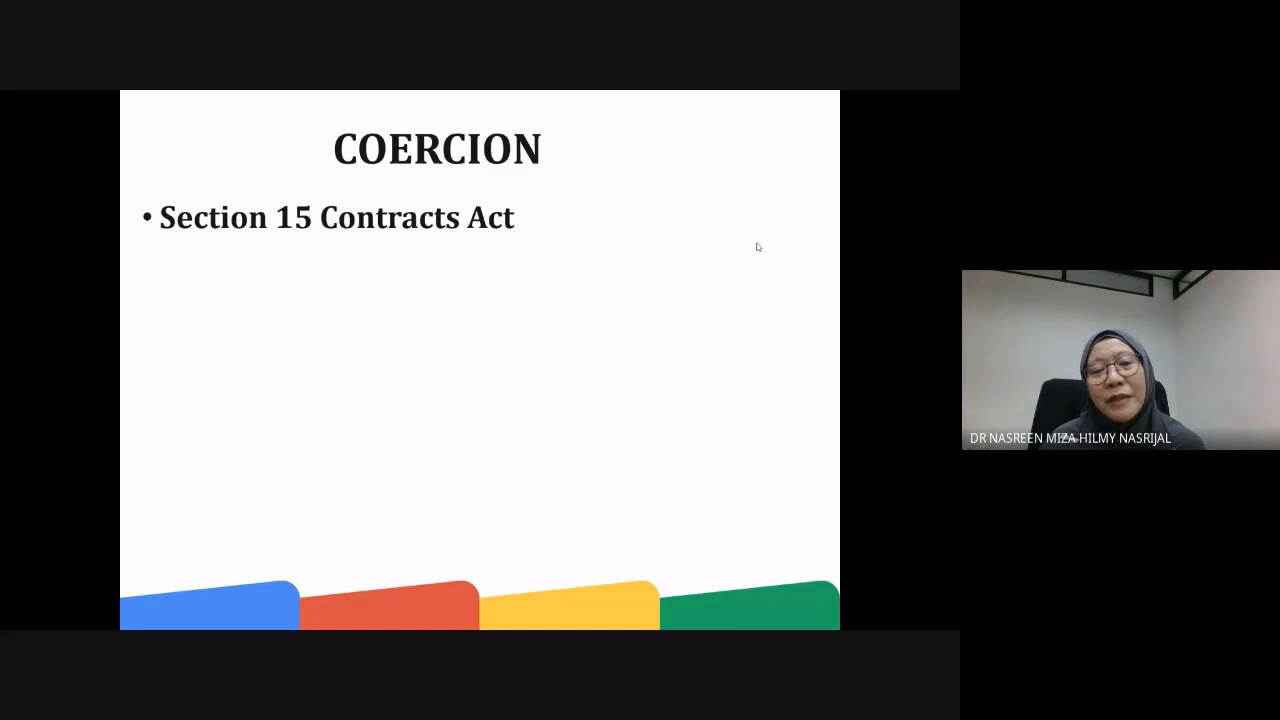 COERCION
• Section 15 Contracts Act
DR NASREEN MIZA HILMY NASRIJAL